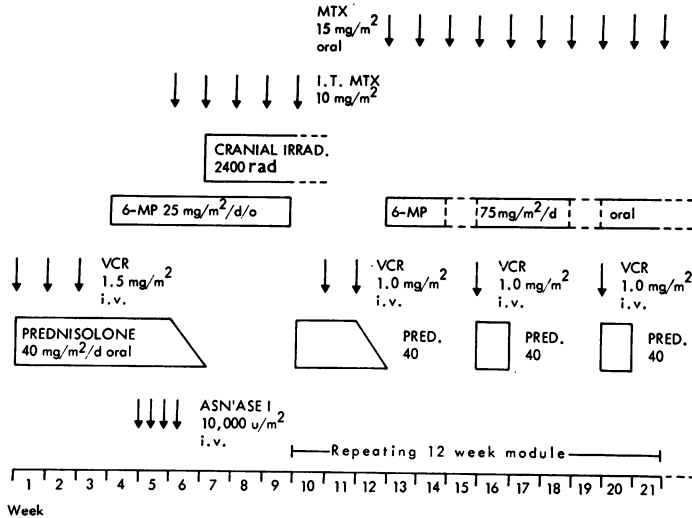 MTX
15 mg/m²
oral
I.T. MTX
10 mg/m²
CRANIAL IRRAD.
2400 rad
6-MP 25 mg/m²/d/o
6-MP 75mg/m²/d oral
VCR
1.5 mg/m²
i.v.
VCR
1.0 mg/m²
i.v.
VCR
1.0 mg/m²
i.v.
VCR
1.0 mg/m²
i.v.
PREDNISOLONE
40 mg/m²/d oral
PRED.
40
PRED.
40
PRED.
40
ASN'ASE I
10,000 u/m²
i.v.
Repeating 12 week module
1 2 3 4 5 6 7 8 9 10 11 12 13 14 15 16 17 18 19 20 21
Week